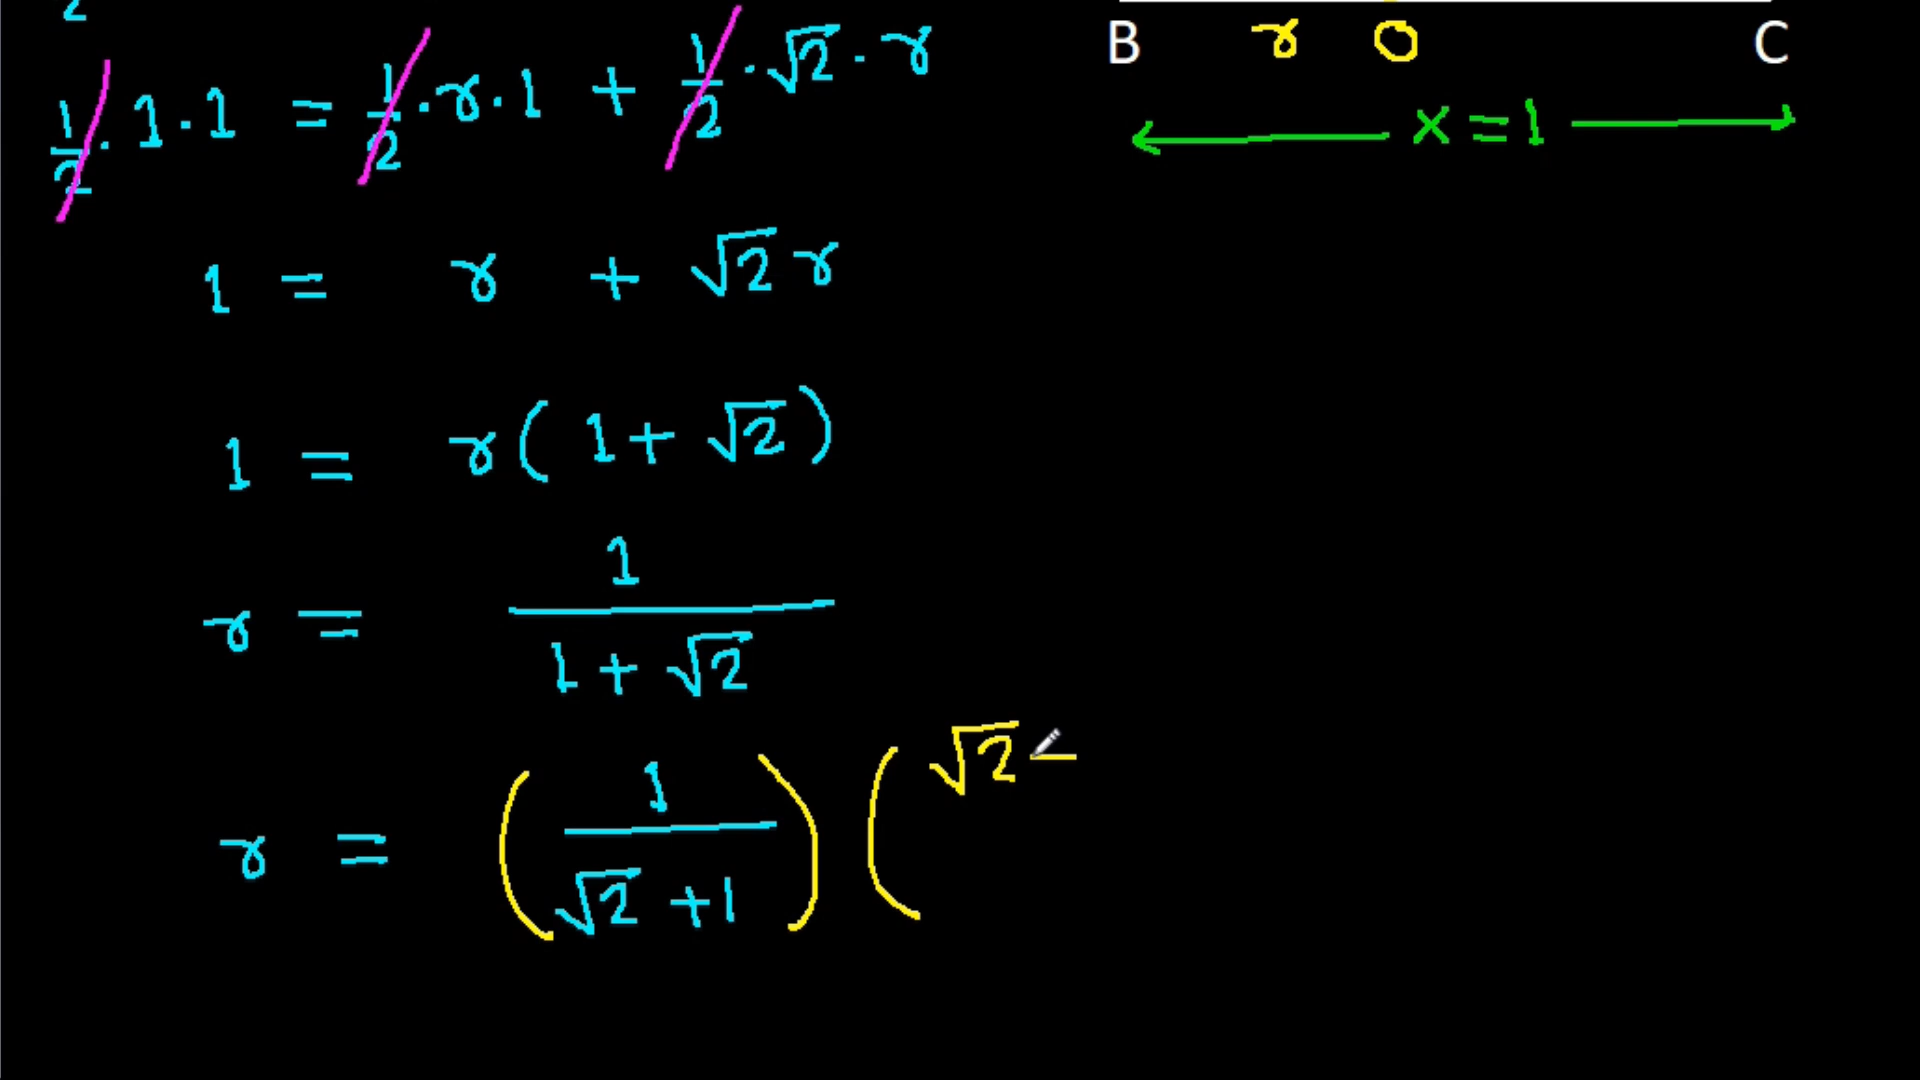 2
1/2 · 1 · 1 = 1/2 · r · 1 + 1/2 · √2 · r
B r O C
x = 1
1 = r + √2 r
1 = r ( 1 + √2 )
r = 1 / 1 + √2
r = ( 1 / √2 + 1 ) ( √2 -